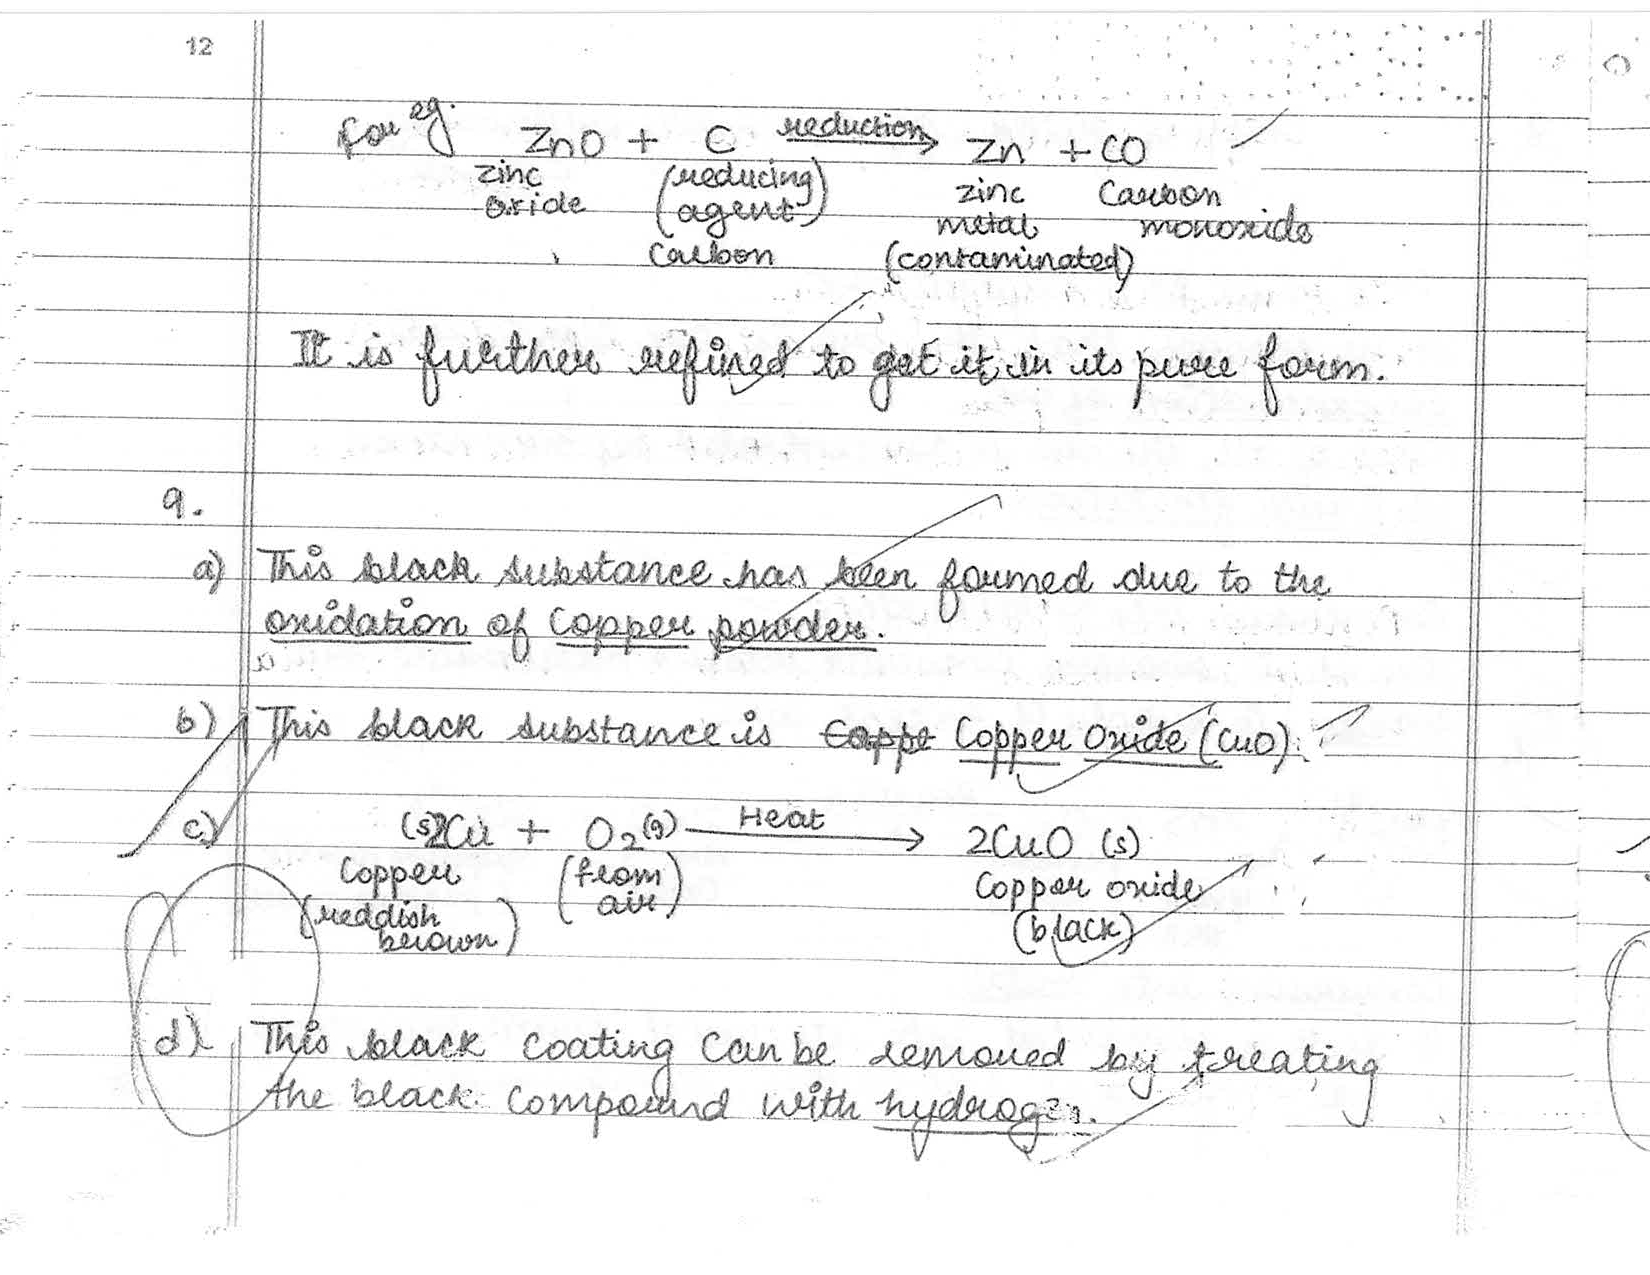 12
For eg. ZnO + C reduction→ Zn + CO
zinc oxide (reducing agent) Carbon zinc metal (contaminated) Carbon monoxide
It is further refined to get it in its pure form.
9.
a) This black substance has been formed due to the
oxidation of Copper powder.
b) This black substance is Coppe Copper Oxide (CuO).
c) (s)2Cu + O2(g) Heat→ 2CuO (s)
Copper (reddish brown) (from air) Copper oxide (black)
d) This black coating can be removed by treating
the black compound with hydrogen.